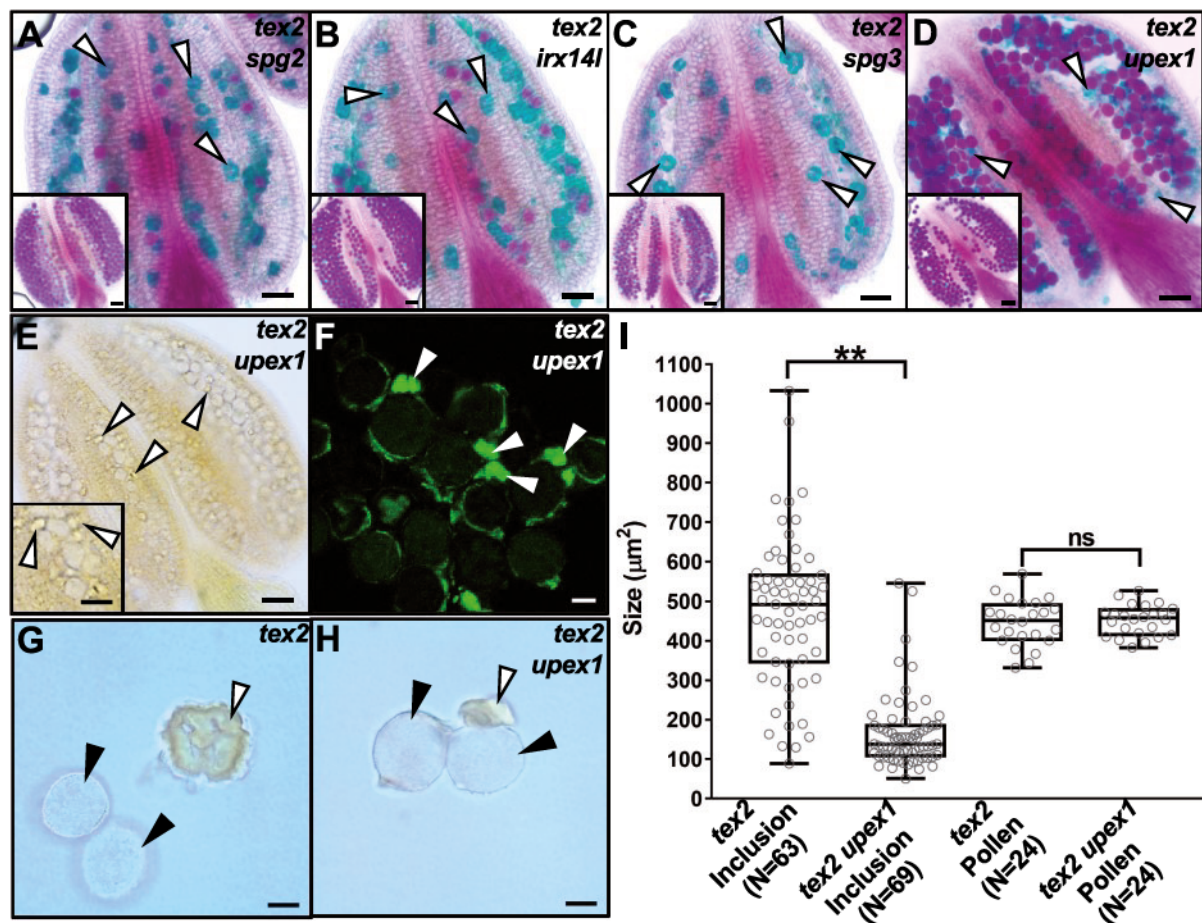 A
tex2
spg2
B
tex2
irx14l
C
tex2
spg3
D
tex2
upex1
E
tex2
upex1
F
tex2
upex1
G
tex2
H
tex2
upex1
I
**
ns
Size (µm²)
1100
1000
900
800
700
600
500
400
300
200
100
0
tex2
Inclusion
(N=63)
tex2 upex1
Inclusion
(N=69)
tex2
Pollen
(N=24)
tex2 upex1
Pollen
(N=24)